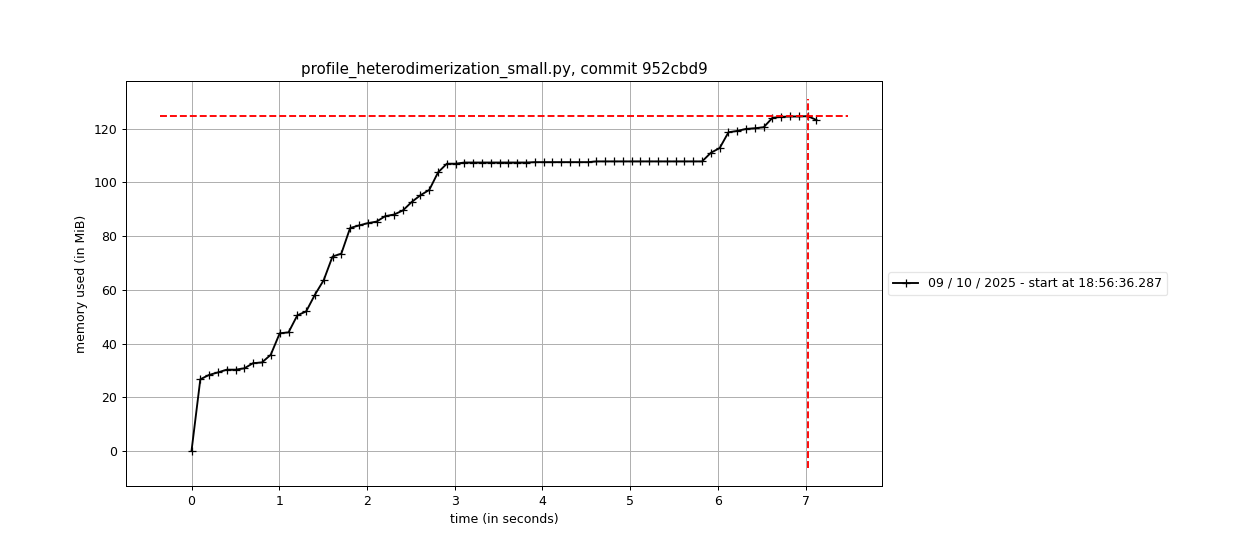 profile_heterodimerization_small.py, commit 952cbd9
120
100
80
60
40
20
0
memory used (in MiB)
0 1 2 3 4 5 6 7
time (in seconds)
09 / 10 / 2025 - start at 18:56:36.287